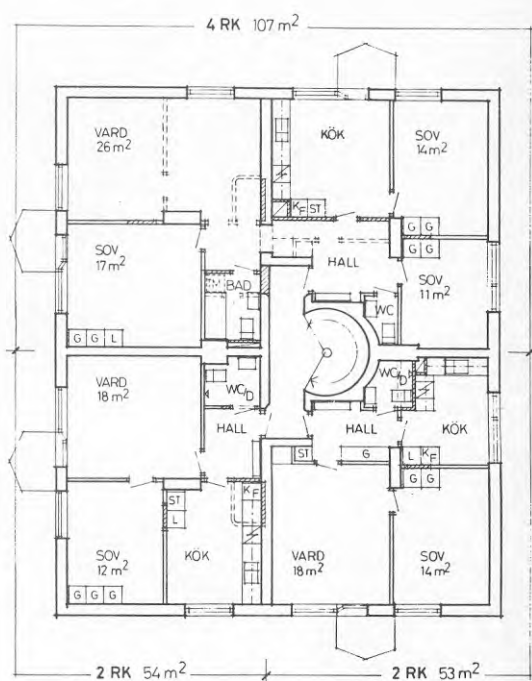 4 RK 107 m²
VARD
26 m²
KÖK
SOV
14 m²
K F ST
G G
G G
SOV
17 m²
HALL
SOV
11 m²
BAD
WC
G G L
VARD
18 m²
WC/D
WC/D
HALL
HALL
KÖK
ST
G
L K F
G G
ST
L
K F
SOV
12 m²
KÖK
VARD
18 m²
SOV
14 m²
G G G
2 RK 54 m²
2 RK 53 m²